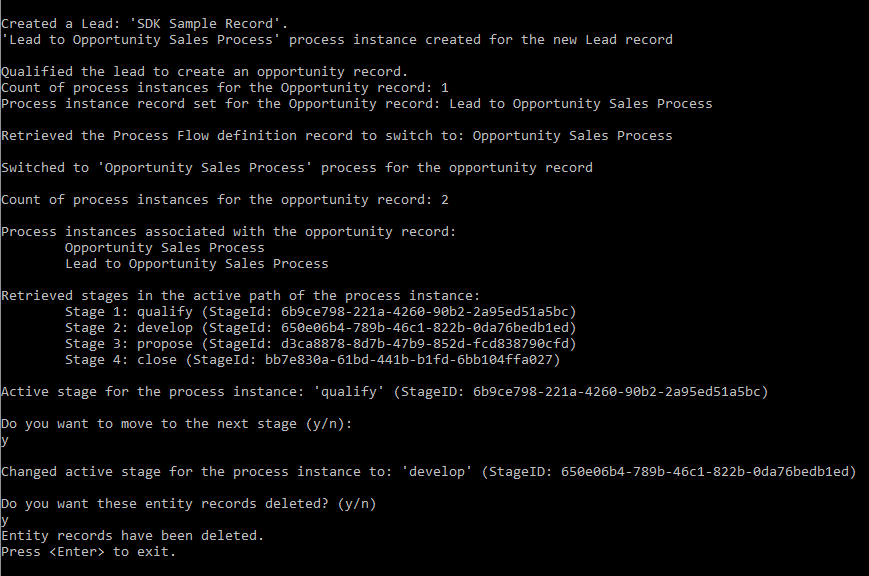 Created a Lead: 'SDK Sample Record'.
'Lead to Opportunity Sales Process' process instance created for the new Lead record
Qualified the lead to create an opportunity record.
Count of process instances for the Opportunity record: 1
Process instance record set for the Opportunity record: Lead to Opportunity Sales Process
Retrieved the Process Flow definition record to switch to: Opportunity Sales Process
Switched to 'Opportunity Sales Process' process for the opportunity record
Count of process instances for the opportunity record: 2
Process instances associated with the opportunity record:
Opportunity Sales Process
Lead to Opportunity Sales Process
Retrieved stages in the active path of the process instance:
Stage 1: qualify (StageId: 6b9ce798-221a-4260-90b2-2a95ed51a5bc)
Stage 2: develop (StageId: 650e06b4-789b-46c1-822b-0da76bedb1ed)
Stage 3: propose (StageId: d3ca8878-8d7b-47b9-852d-fcd838790cfd)
Stage 4: close (StageId: bb7e830a-61bd-441b-b1fd-6bb104ffa027)
Active stage for the process instance: 'qualify' (StageID: 6b9ce798-221a-4260-90b2-2a95ed51a5bc)
Do you want to move to the next stage (y/n):
y
Changed active stage for the process instance to: 'develop' (StageID: 650e06b4-789b-46c1-822b-0da76bedb1ed)
Do you want these entity records deleted? (y/n)
y
Entity records have been deleted.
Press <Enter> to exit.